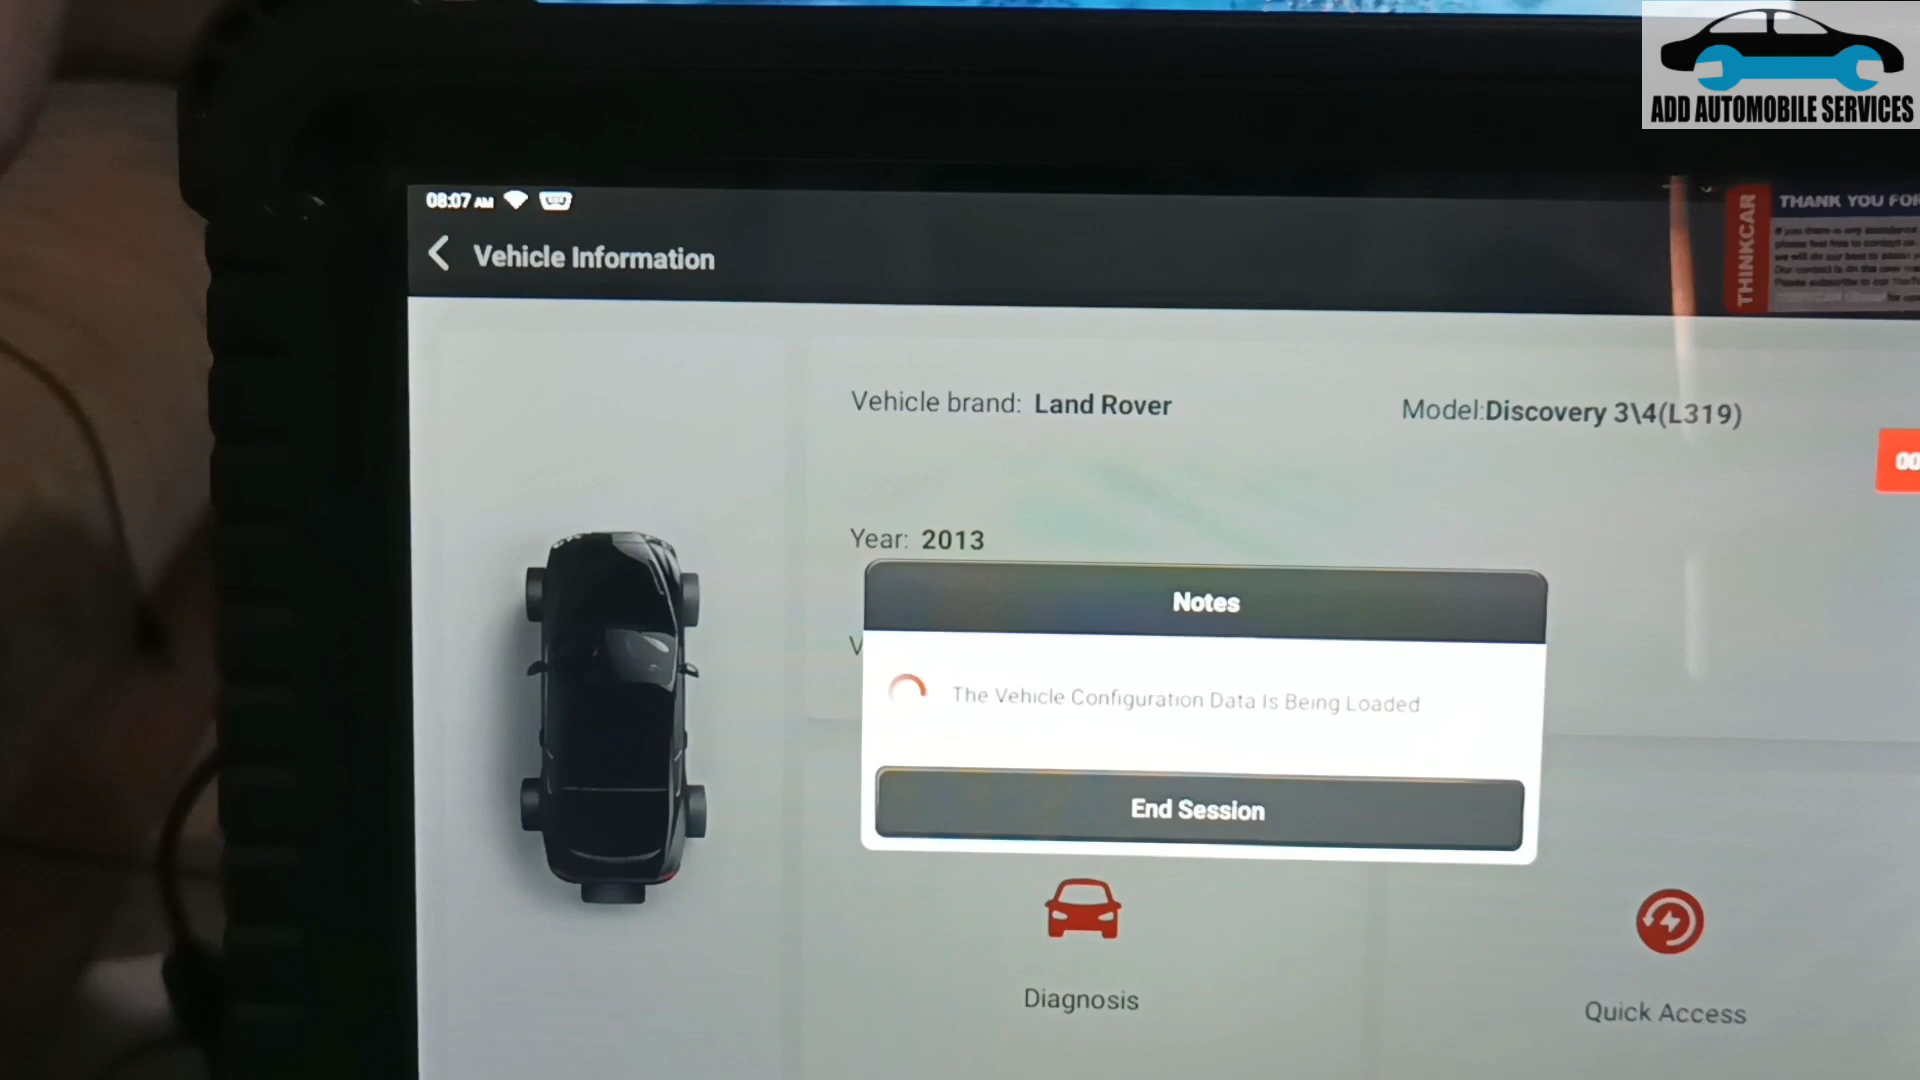 ADD AUTOMOBILE SERVICES
08:07 AM
THINKCAR
THANK YOU FOR
Vehicle Information
Vehicle brand: Land Rover
Model:Discovery 3\4(L319)
00
Year: 2013
Notes
V
The Vehicle Configuration Data Is Being Loaded
End Session
Diagnosis
Quick Access